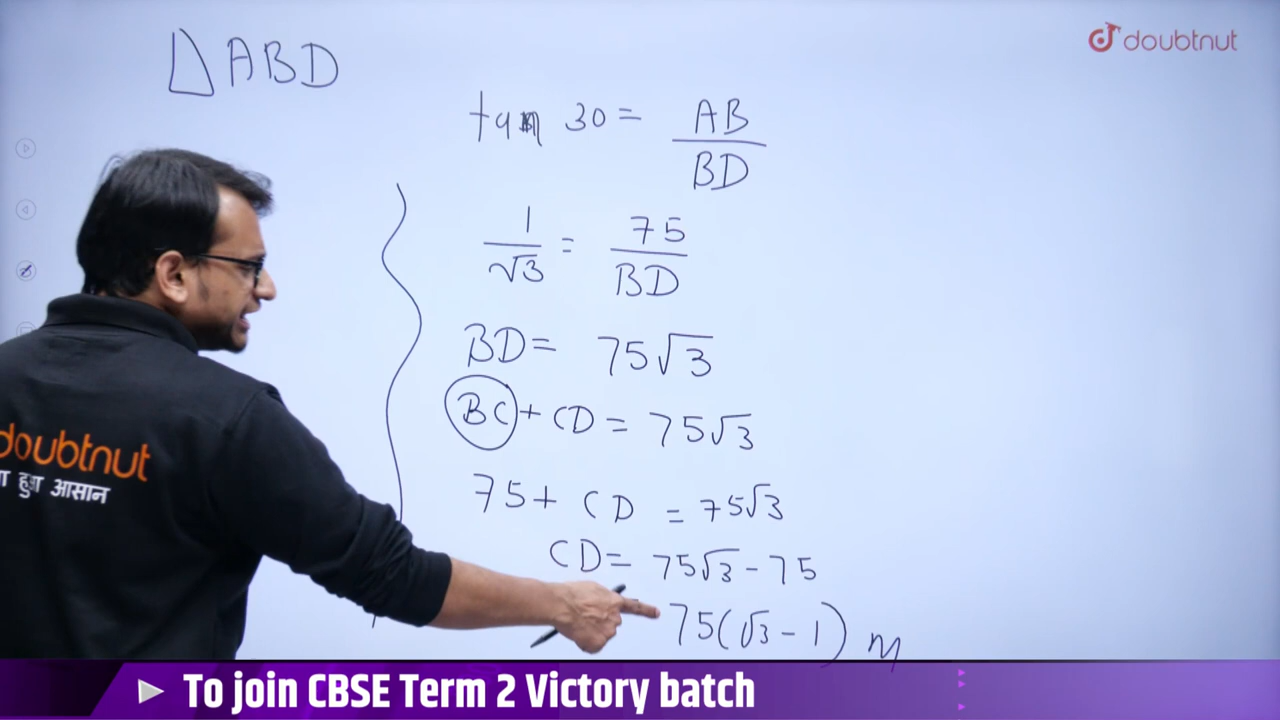 doubtnut
△ABD
tan 30 = AB/BD
1/√3 = 75/BD
BD = 75√3
BC + CD = 75√3
75 + CD = 75√3
CD = 75√3 - 75
75(√3 - 1) m
doubtnut
हुआ आसान
To join CBSE Term 2 Victory batch